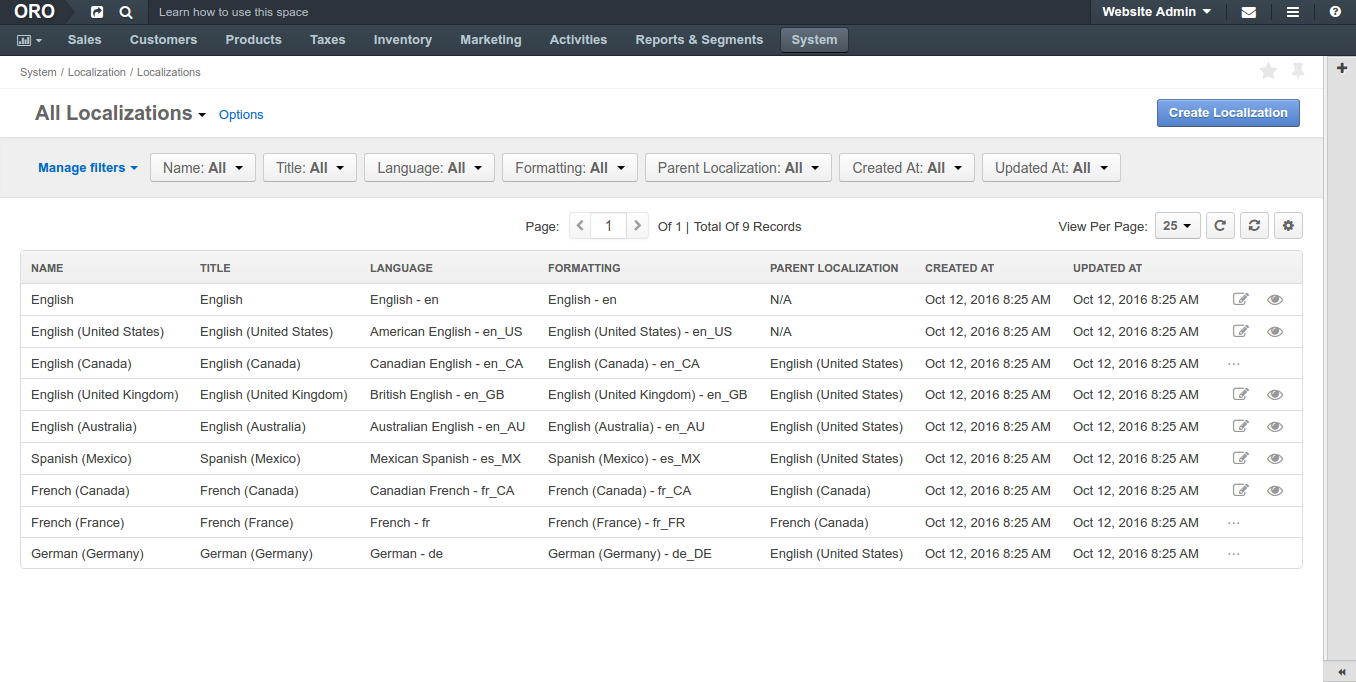 ORO Learn how to use this space Website Admin
Sales Customers Products Taxes Inventory Marketing Activities Reports & Segments System
System / Localization / Localizations
All Localizations Options Create Localization
Manage filters Name: All Title: All Language: All Formatting: All Parent Localization: All Created At: All Updated At: All
Page: 1 Of 1 | Total Of 9 Records View Per Page: 25
NAME TITLE LANGUAGE FORMATTING PARENT LOCALIZATION CREATED AT UPDATED AT
English English English - en English - en N/A Oct 12, 2016 8:25 AM Oct 12, 2016 8:25 AM
English (United States) English (United States) American English - en_US English (United States) - en_US N/A Oct 12, 2016 8:25 AM Oct 12, 2016 8:25 AM
English (Canada) English (Canada) Canadian English - en_CA English (Canada) - en_CA English (United States) Oct 12, 2016 8:25 AM Oct 12, 2016 8:25 AM ...
English (United Kingdom) English (United Kingdom) British English - en_GB English (United Kingdom) - en_GB English (United States) Oct 12, 2016 8:25 AM Oct 12, 2016 8:25 AM
English (Australia) English (Australia) Australian English - en_AU English (Australia) - en_AU English (United States) Oct 12, 2016 8:25 AM Oct 12, 2016 8:25 AM
Spanish (Mexico) Spanish (Mexico) Mexican Spanish - es_MX Spanish (Mexico) - es_MX English (United States) Oct 12, 2016 8:25 AM Oct 12, 2016 8:25 AM
French (Canada) French (Canada) Canadian French - fr_CA French (Canada) - fr_CA English (Canada) Oct 12, 2016 8:25 AM Oct 12, 2016 8:25 AM
French (France) French (France) French - fr French (France) - fr_FR French (Canada) Oct 12, 2016 8:25 AM Oct 12, 2016 8:25 AM ...
German (Germany) German (Germany) German - de German (Germany) - de_DE English (United States) Oct 12, 2016 8:25 AM Oct 12, 2016 8:25 AM ...